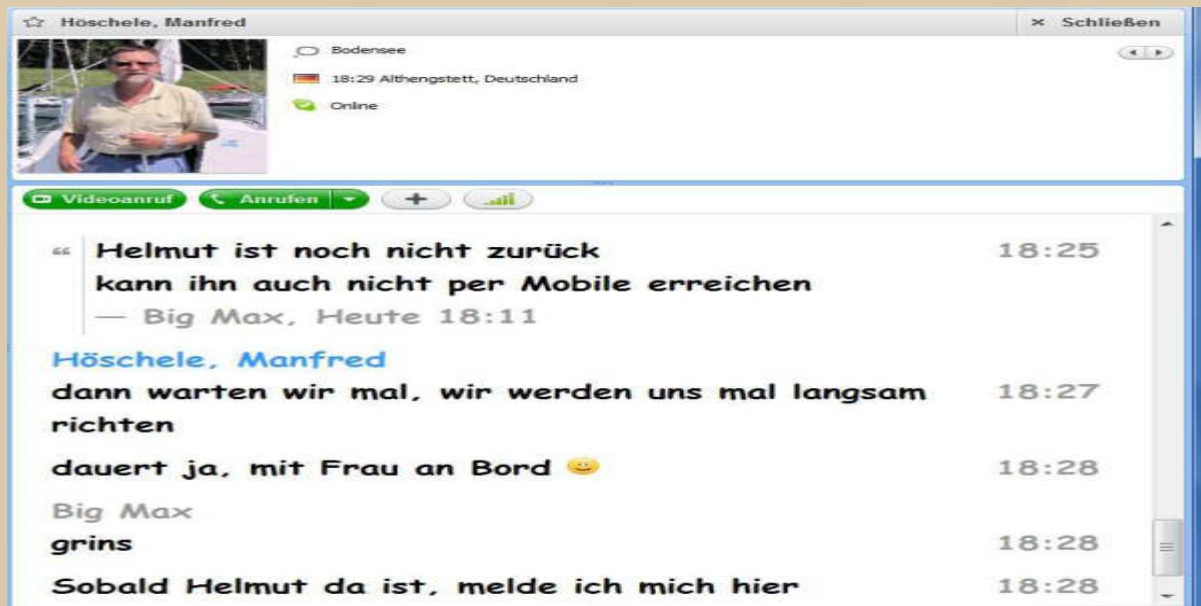 Höschele, Manfred
× Schließen
Bodensee
18:29 Althengstett, Deutschland
Online
Videoanruf
Anrufen
“ Helmut ist noch nicht zurück 18:25
kann ihn auch nicht per Mobile erreichen
— Big Max, Heute 18:11
Höschele, Manfred
dann warten wir mal, wir werden uns mal langsam 18:27
richten
dauert ja, mit Frau an Bord 18:28
Big Max
grins 18:28
Sobald Helmut da ist, melde ich mich hier 18:28